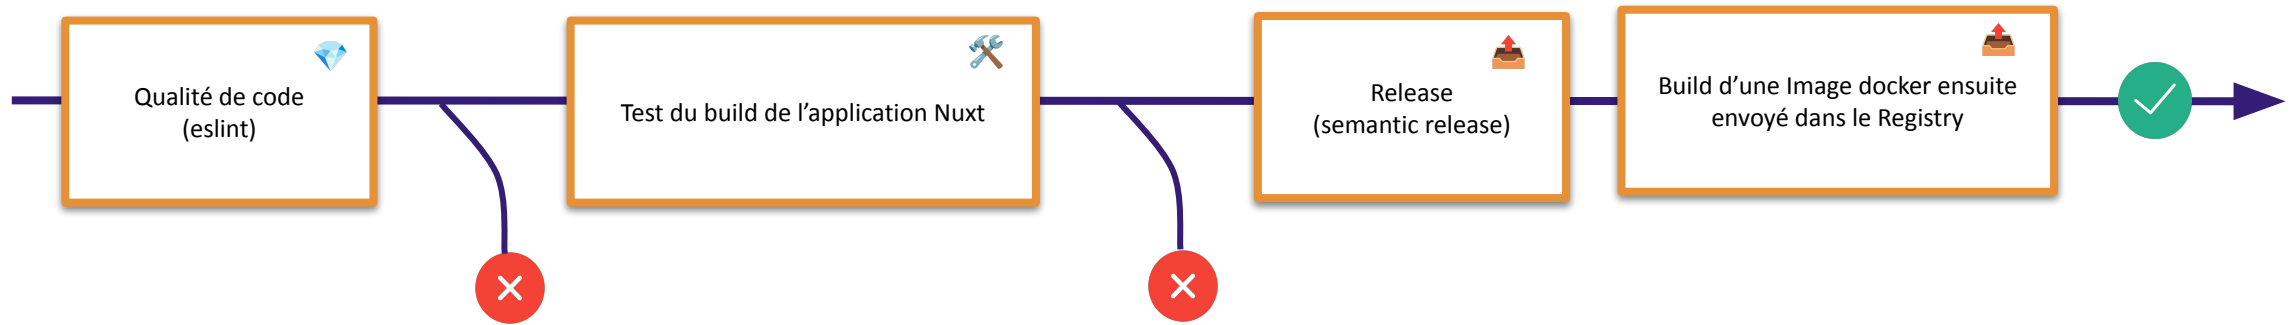 Qualité de code
(eslint)
Test du build de l’application Nuxt
Release
(semantic release)
Build d’une Image docker ensuite
envoyé dans le Registry